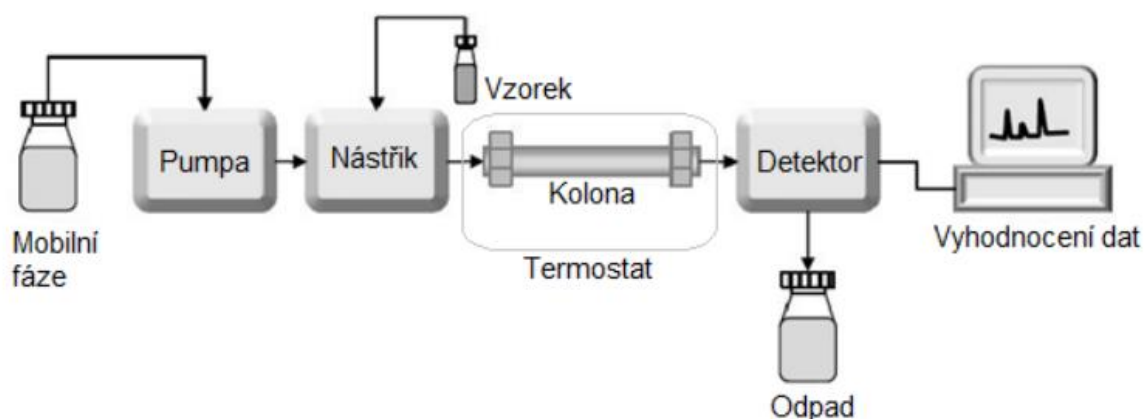 Vzorek
Pumpa
Nástřik
Kolona
Detektor
Mobilní
fáze
Termostat
Vyhodnocení dat
Odpad